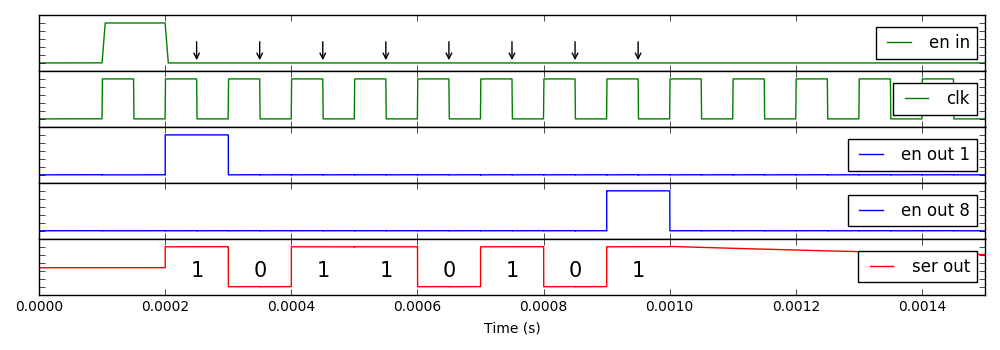 en in
clk
en out 1
en out 8
ser out
1 0 1 1 0 1 0 1
0.0000 0.0002 0.0004 0.0006 0.0008 0.0010 0.0012 0.0014
Time (s)